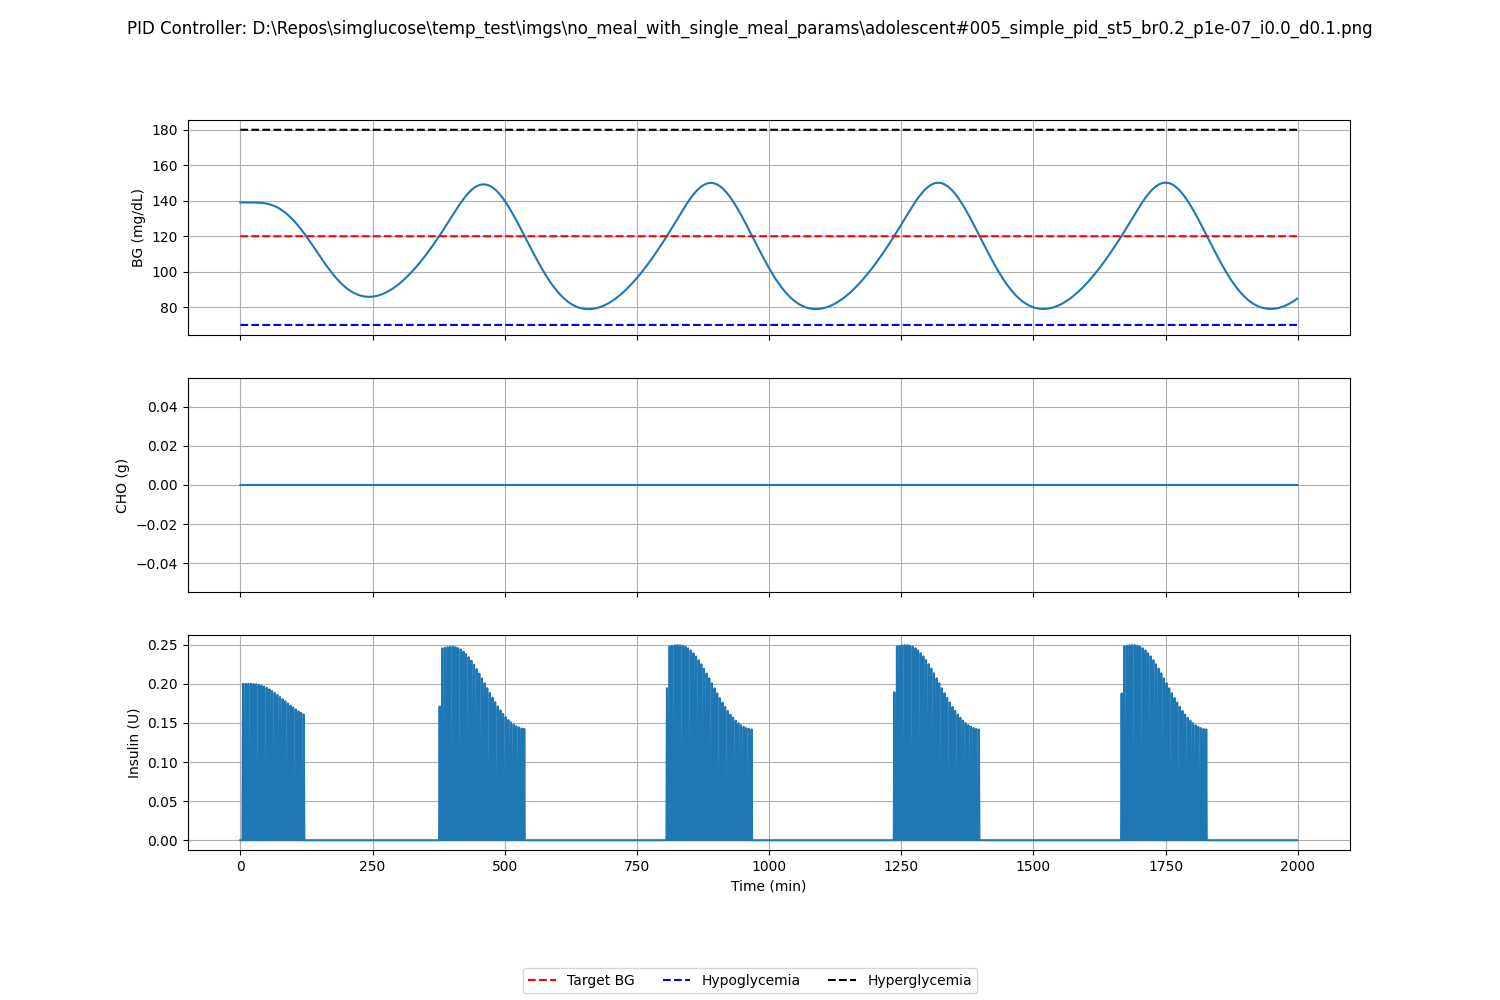 PID Controller: D:\Repos\simglucose\temp_test\imgs\no_meal_with_single_meal_params\adolescent#005_simple_pid_st5_br0.2_p1e-07_i0.0_d0.1.png
180
160
140
120
100
80
BG (mg/dL)
0.04
0.02
0.00
−0.02
−0.04
CHO (g)
0.25
0.20
0.15
0.10
0.05
0.00
Insulin (U)
0 250 500 750 1000 1250 1500 1750 2000
Time (min)
Target BG Hypoglycemia Hyperglycemia